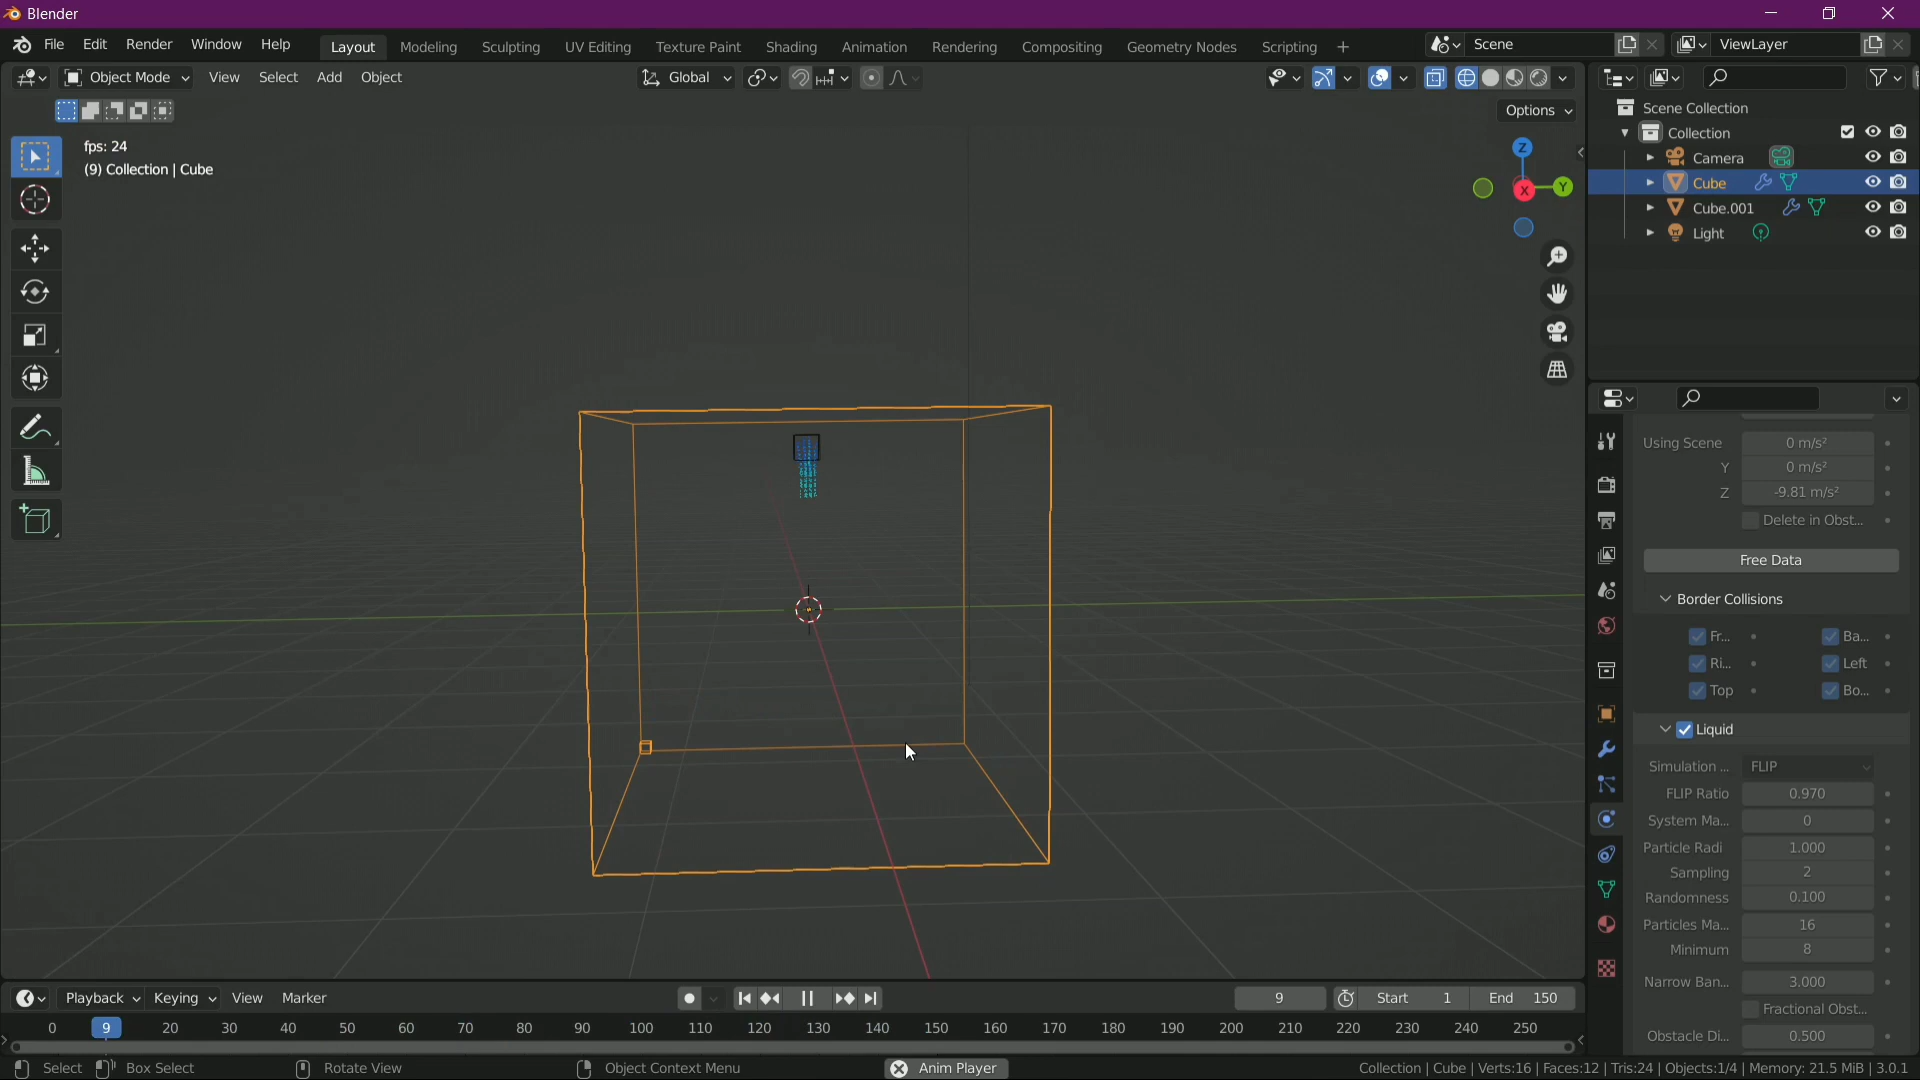 Blender
File Edit Render Window Help Layout Modeling Sculpting UV Editing Texture Paint Shading Animation Rendering Compositing Geometry Nodes Scripting + Scene ViewLayer
Object Mode View Select Add Object Global
Options
fps: 24
(9) Collection | Cube
Z
Y
X
Scene Collection
Collection
Camera
Cube
Cube.001
Light
Using Scene 0 m/s²
Y 0 m/s²
Z -9.81 m/s²
Delete in Obst...
Free Data
Border Collisions
Fr... Ba...
Ri... Left
Top Bo...
Liquid
Simulation ... FLIP
FLIP Ratio 0.970
System Ma... 0
Particle Radi 1.000
Sampling 2
Randomness 0.100
Particles Ma... 16
Minimum 8
Narrow Ban... 3.000
Fractional Obst...
Obstacle Di... 0.500
Playback Keying View Marker 9 Start 1 End 150
0 9 20 30 40 50 60 70 80 90 100 110 120 130 140 150 160 170 180 190 200 210 220 230 240 250
Select Box Select Rotate View Object Context Menu Anim Player Collection | Cube | Verts:16 | Faces:12 | Tris:24 | Objects:1/4 | Memory: 21.5 MiB | 3.0.1